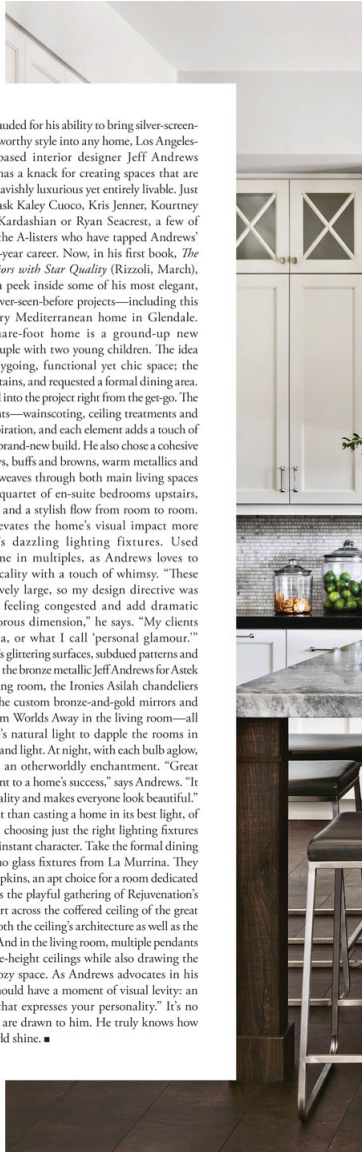 auded for his ability to bring silver-screen-
worthy style into any home, Los Angeles-
based interior designer Jeff Andrews
has a knack for creating spaces that are
avishly luxurious yet entirely livable. Just
ask Kaley Cuoco, Kris Jenner, Kourtney
Kardashian or Ryan Seacrest, a few of
the A-listers who have tapped Andrews'
-year career. Now, in his first book, The
iors with Star Quality (Rizzoli, March),
a peek inside some of his most elegant,
ver-seen-before projects—including this
ry Mediterranean home in Glendale.
are-foot home is a ground-up new
uple with two young children. The idea
ygoing, functional yet chic space; the
tains, and requested a formal dining area.
l into the project right from the get-go. The
nts—wainscoting, ceiling treatments and
piration, and each element adds a touch of
brand-new build. He also chose a cohesive
ys, buffs and browns, warm metallics and
weaves through both main living spaces
quartet of en-suite bedrooms upstairs,
and a stylish flow from room to room.
evates the home's visual impact more
's dazzling lighting fixtures. Used
me in multiples, as Andrews loves to
cality with a touch of whimsy. "These
vely large, so my design directive was
feeling congested and add dramatic
orous dimension," he says. "My clients
a, or what I call 'personal glamour.'"
's glittering surfaces, subdued patterns and
the bronze metallic Jeff Andrews for Astek
ng room, the Ironies Asilah chandeliers
he custom bronze-and-gold mirrors and
m Worlds Away in the living room—all
's natural light to dapple the rooms in
and light. At night, with each bulb aglow,
an otherworldly enchantment. "Great
nt to a home's success," says Andrews. "It
ality and makes everyone look beautiful."
t than casting a home in its best light, of
choosing just the right lighting fixtures
instant character. Take the formal dining
no glass fixtures from La Murrina. They
pkins, an apt choice for a room dedicated
s the playful gathering of Rejuvenation's
rt across the coffered ceiling of the great
oth the ceiling's architecture as well as the
And in the living room, multiple pendants
e-height ceilings while also drawing the
ozy space. As Andrews advocates in his
hould have a moment of visual levity: an
that expresses your personality." It's no
are drawn to him. He truly knows how
ld shine. ■